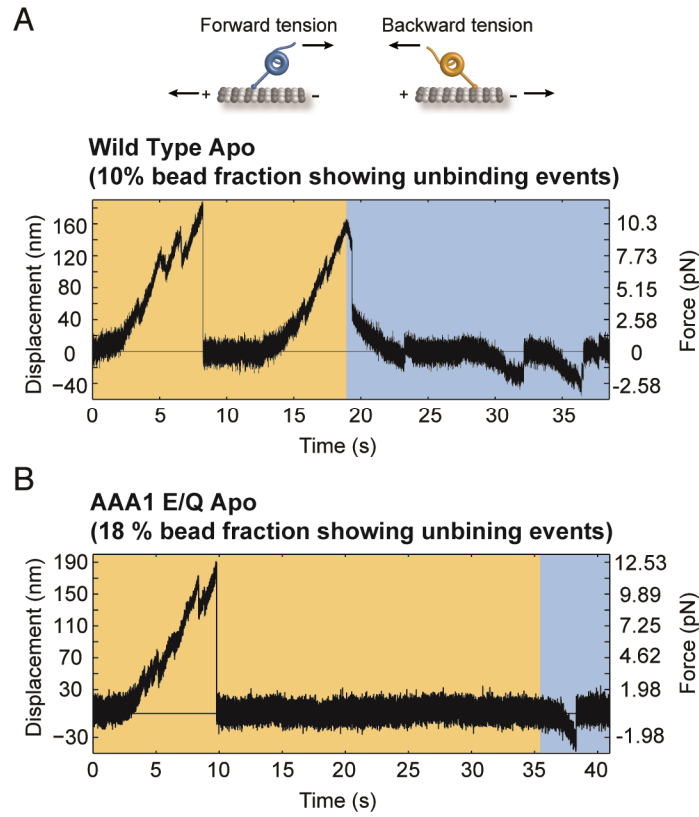 A
Forward tension
Backward tension
+
–
+
–
Wild Type Apo
(10% bead fraction showing unbinding events)
Displacement (nm)
160
120
80
40
0
−40
10.3
7.73
5.15
2.58
0
-2.58
Force (pN)
0 5 10 15 20 25 30 35
Time (s)
B
AAA1 E/Q Apo
(18 % bead fraction showing unbining events)
Displacement (nm)
190
150
110
70
30
−30
12.53
9.89
7.25
4.62
1.98
-1.98
Force (pN)
0 5 10 15 20 25 30 35 40
Time (s)